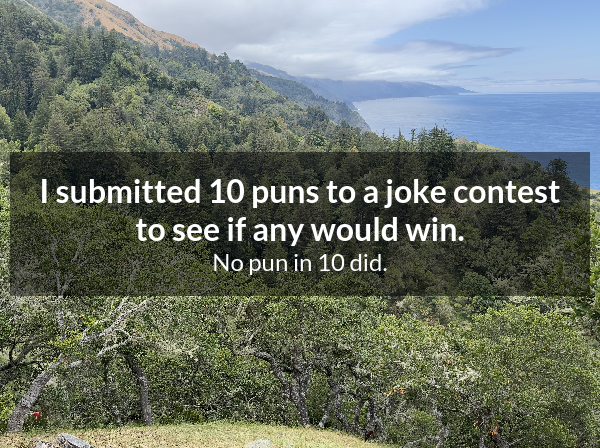 I submitted 10 puns to a joke contest
to see if any would win.
No pun in 10 did.